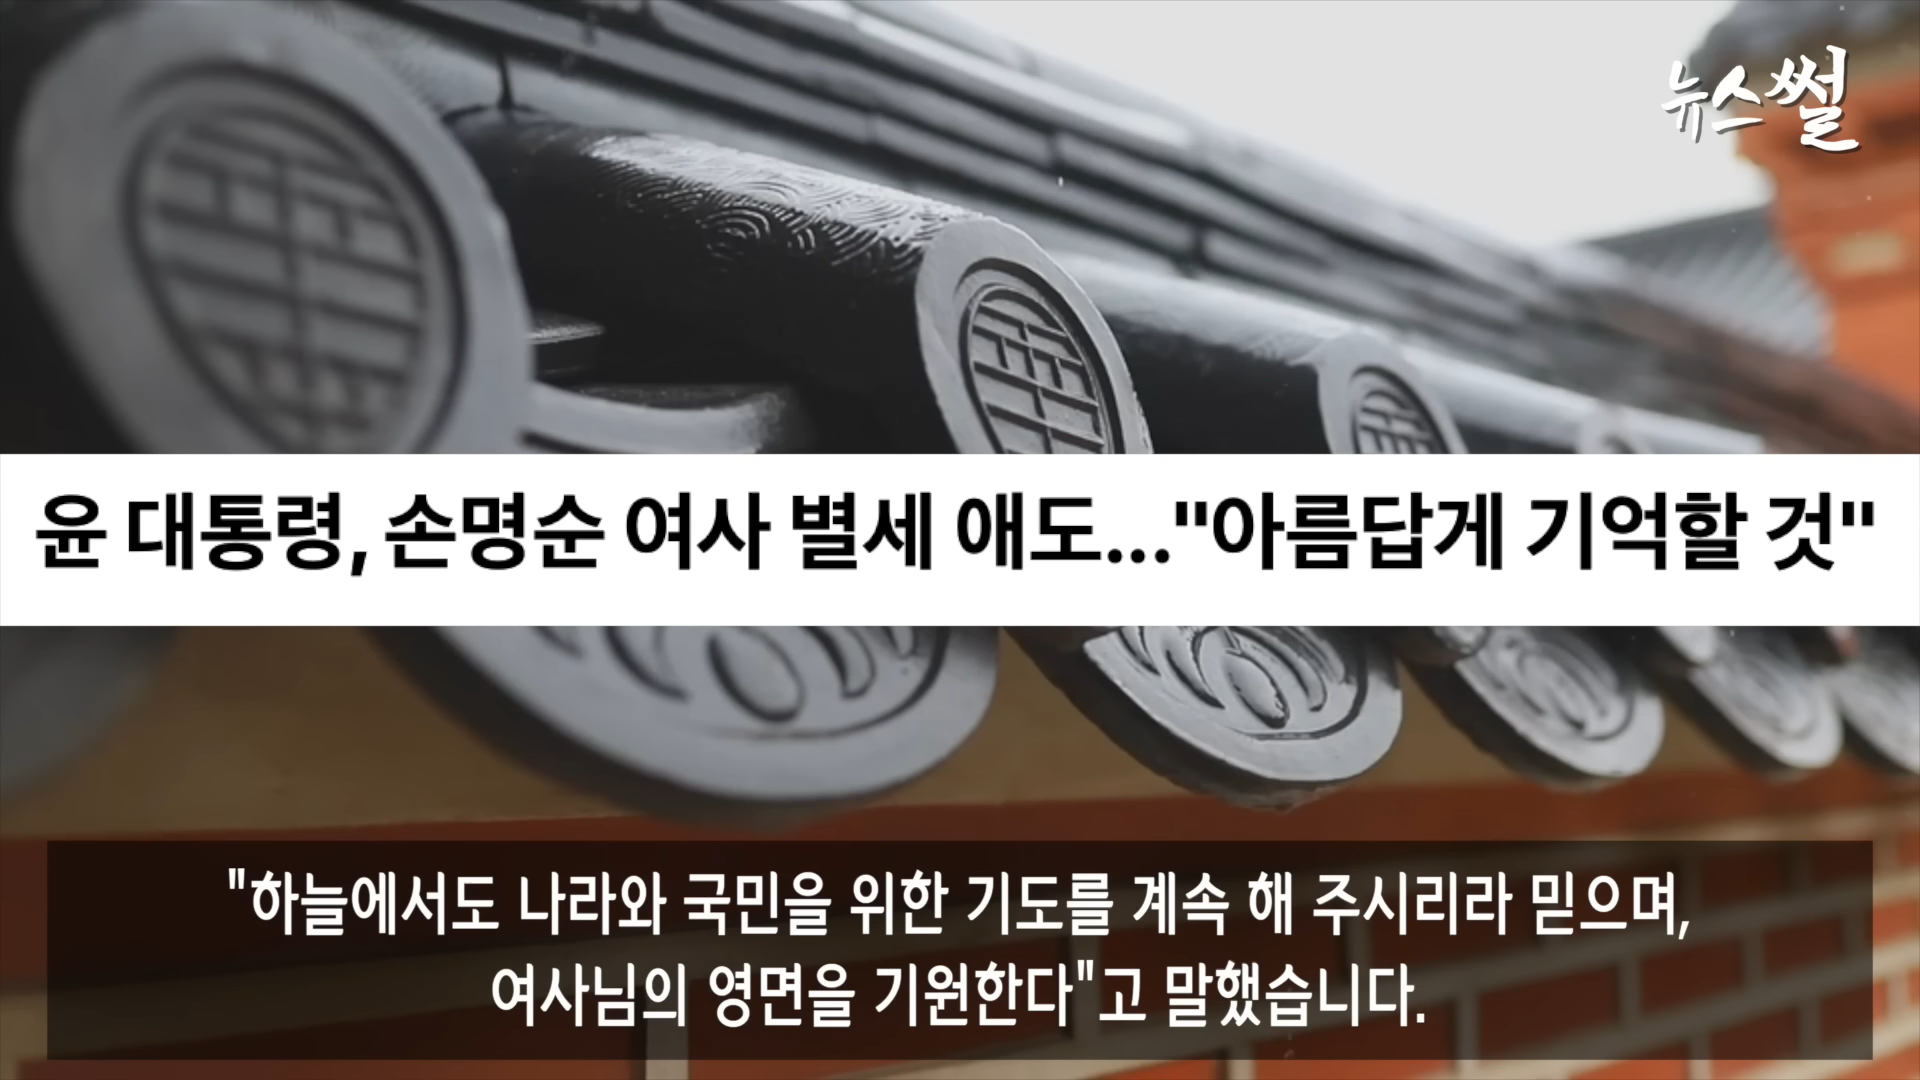 뉴스썰
윤 대통령, 손명순 여사 별세 애도..."아름답게 기억할 것"
"하늘에서도 나라와 국민을 위한 기도를 계속 해 주시리라 믿으며,
여사님의 영면을 기원한다"고 말했습니다.